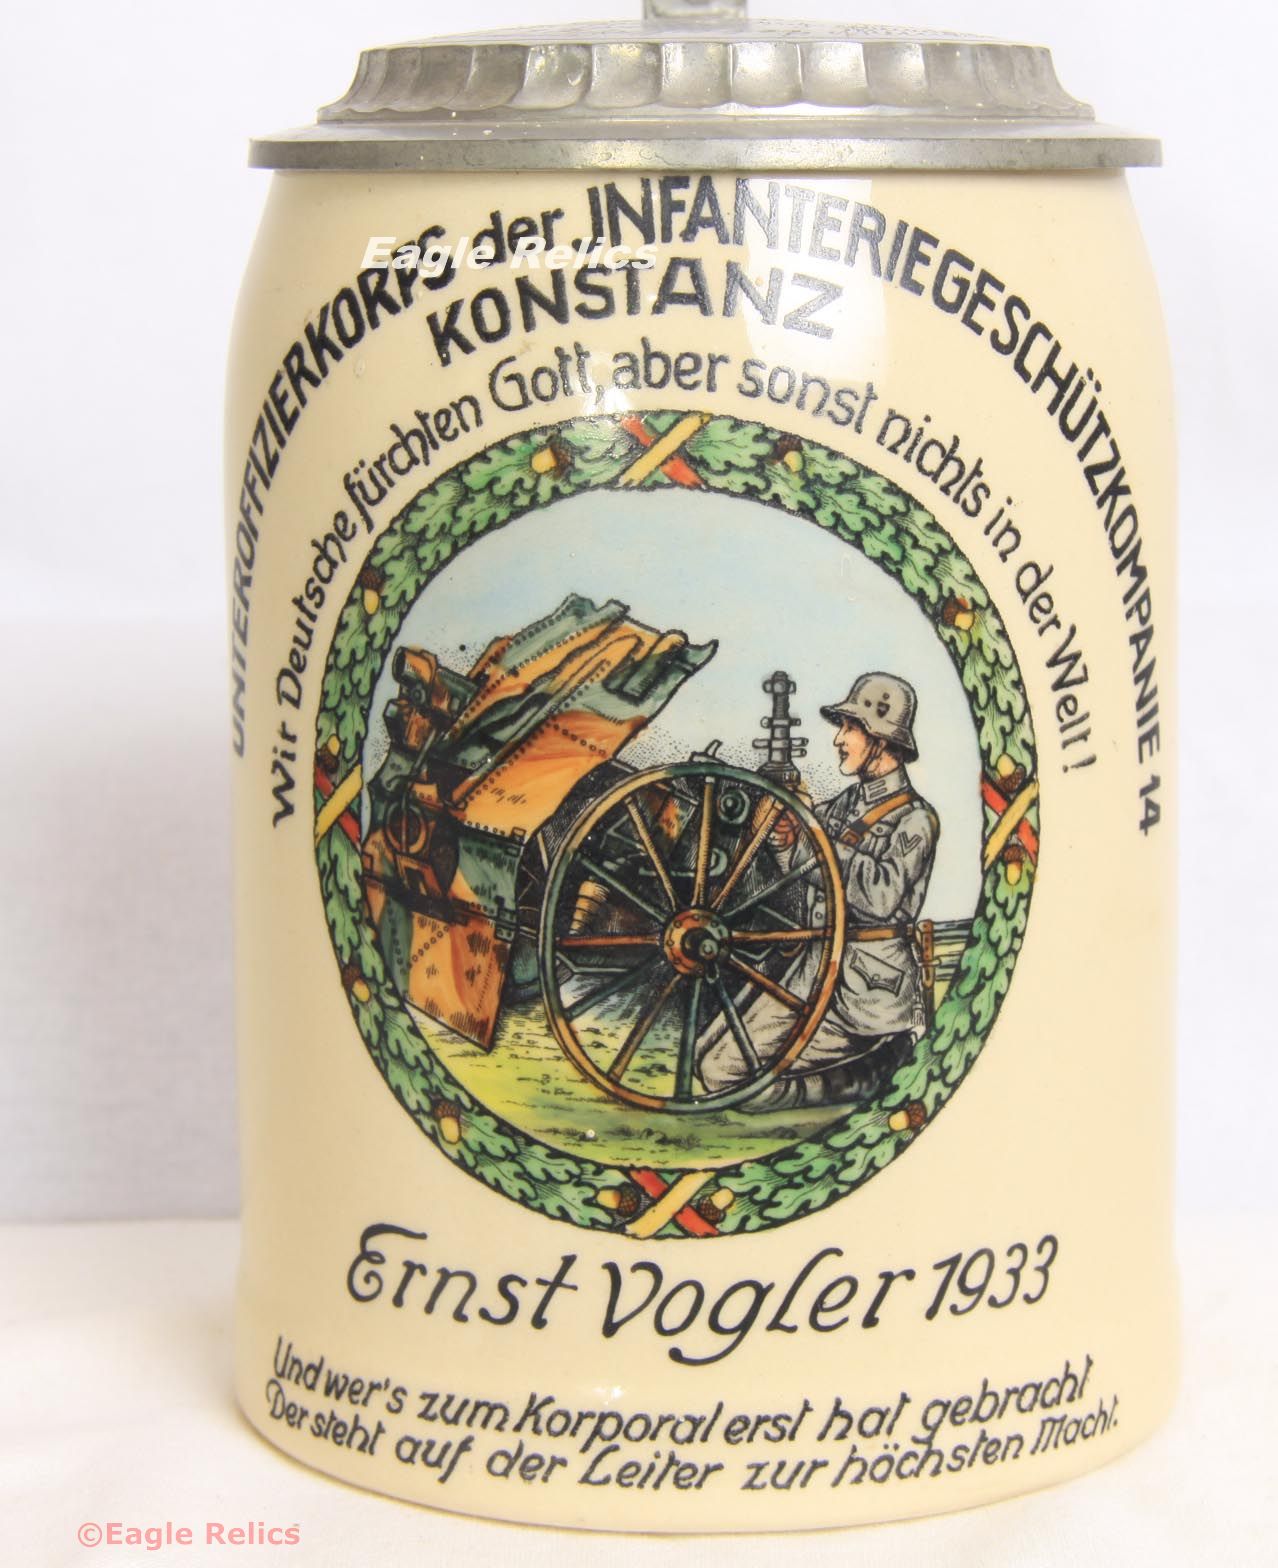 UNTEROFFIZIERKORPS der INFANTERIEGESCHÜTZKOMPANIE 14
KONSTANZ
Wir Deutsche fürchten Gott, aber sonst nichts in der Welt!
Ernst Vogler 1933
Und wer's zum Korporal erst hat gebracht
Der steht auf der Leiter zur höchsten Macht.
Eagle Relics
©Eagle Relics